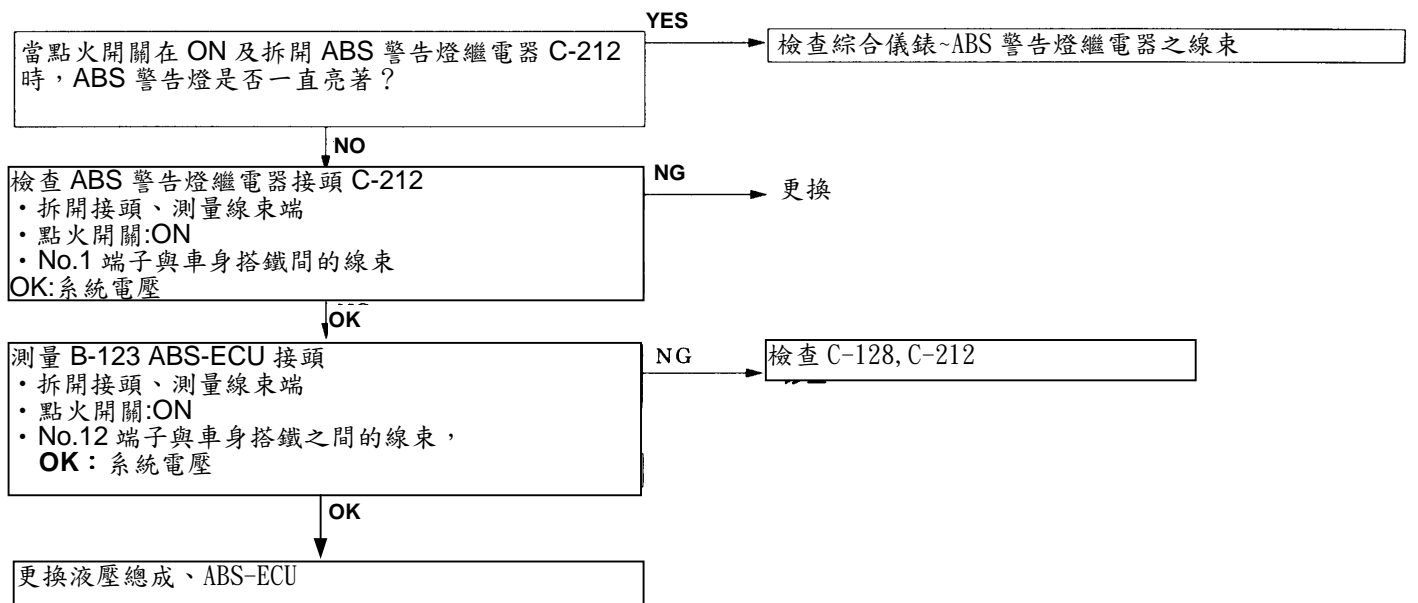 YES
當點火開關在 ON 及拆開 ABS 警告燈繼電器 C-212
時，ABS 警告燈是否一直亮著？
檢查綜合儀錶~ABS 警告燈繼電器之線束
NO
檢查 ABS 警告燈繼電器接頭 C-212
・拆開接頭、測量線束端
・點火開關:ON
・No.1 端子與車身搭鐵間的線束
OK:系統電壓
NG
更換
OK
測量 B-123 ABS-ECU 接頭
・拆開接頭、測量線束端
・點火開關:ON
・No.12 端子與車身搭鐵之間的線束，
OK：系統電壓
NG
檢查 C-128,C-212
OK
更換液壓總成、ABS-ECU